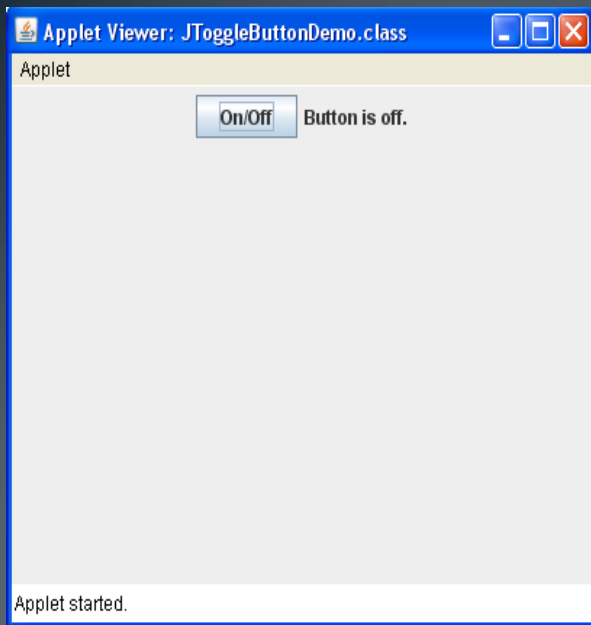 Applet Viewer: JToggleButtonDemo.class
Applet
On/Off Button is off.
Applet started.